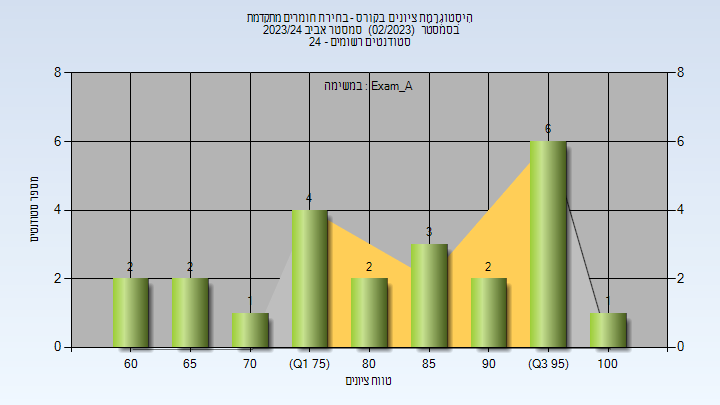 היסטוגרמת ציונים בקורס - בחירת חומרים מתקדמת
בסמסטר (02/2023) סמסטר אביב 2023/24
סטודנטים רשומים - 24
במשימה : Exam_A
8 8
6 6
4 4
2 2
0 0
מספר סטודנטים
2 2 1 4 2 3 2 6 1
60 65 70 (Q1 75) 80 85 90 (Q3 95) 100
טווח ציונים